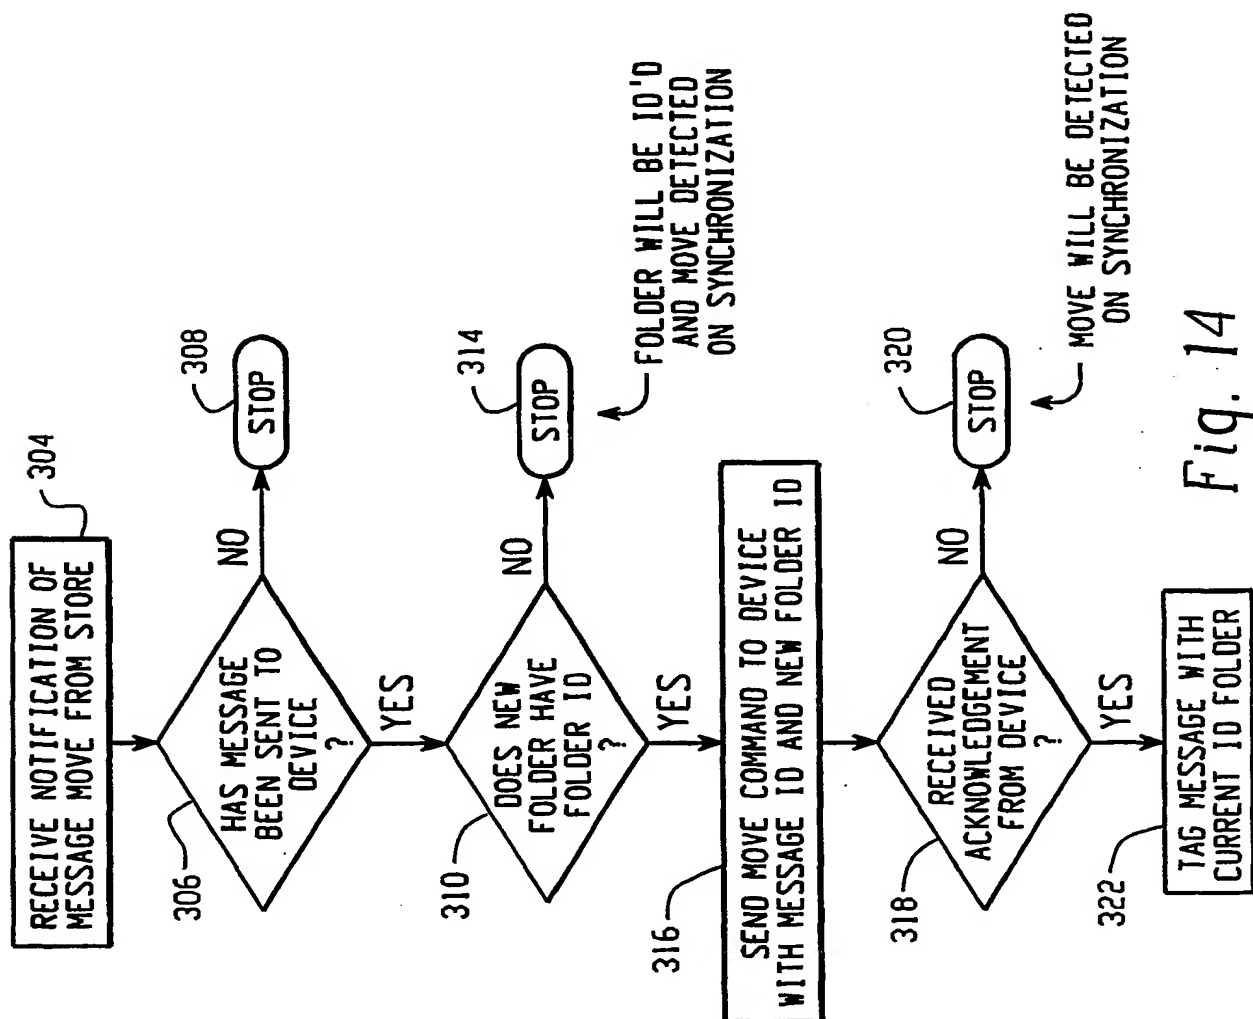 RECEIVE NOTIFICATION OF
MESSAGE MOVE FROM STORE
304
306
HAS MESSAGE
BEEN SENT TO
DEVICE
?
NO
308
STOP
YES
310
DOES NEW
FOLDER HAVE
FOLDER ID
?
NO
314
STOP
FOLDER WILL BE ID'D
AND MOVE DETECTED
ON SYNCHRONIZATION
YES
316
SEND MOVE COMMAND TO DEVICE
WITH MESSAGE ID AND NEW FOLDER ID
318
RECEIVED
ACKNOWLEDGEMENT
FROM DEVICE
?
NO
320
STOP
MOVE WILL BE DETECTED
ON SYNCHRONIZATION
YES
322
TAG MESSAGE WITH
CURRENT ID FOLDER
Fig. 14